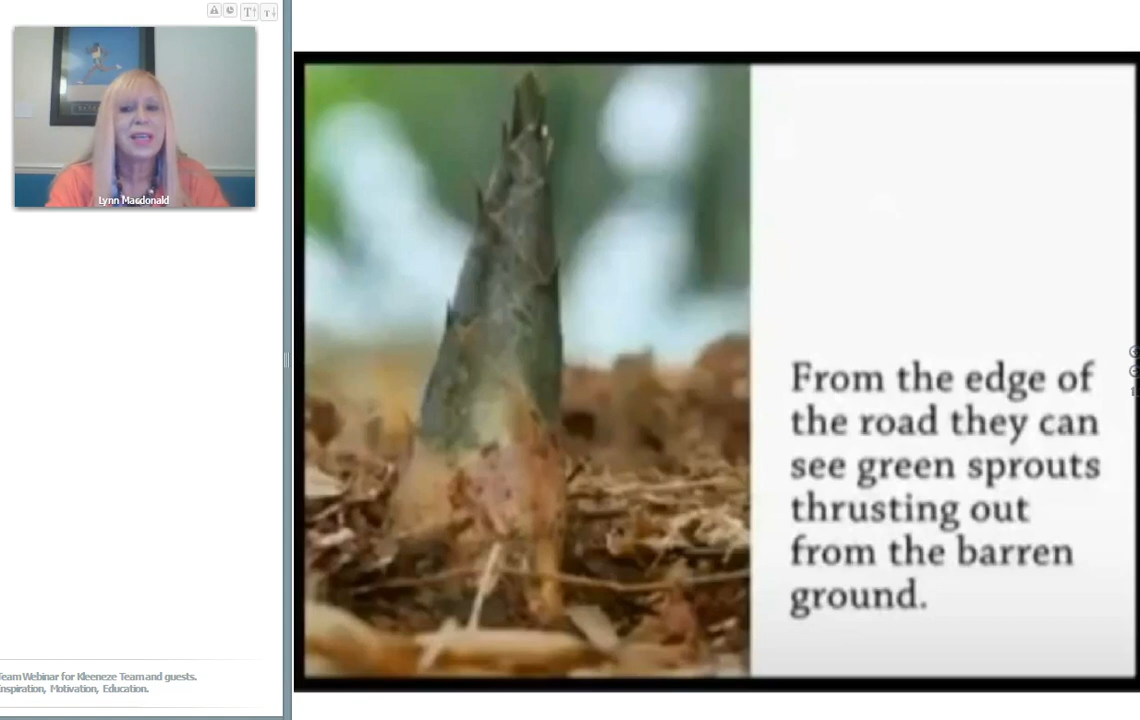 Lynn Macdonald
From the edge of
the road they can
see green sprouts
thrusting out
from the barren
ground.
Team Webinar for Kleeneze Team and guests.
Inspiration, Motivation, Education.